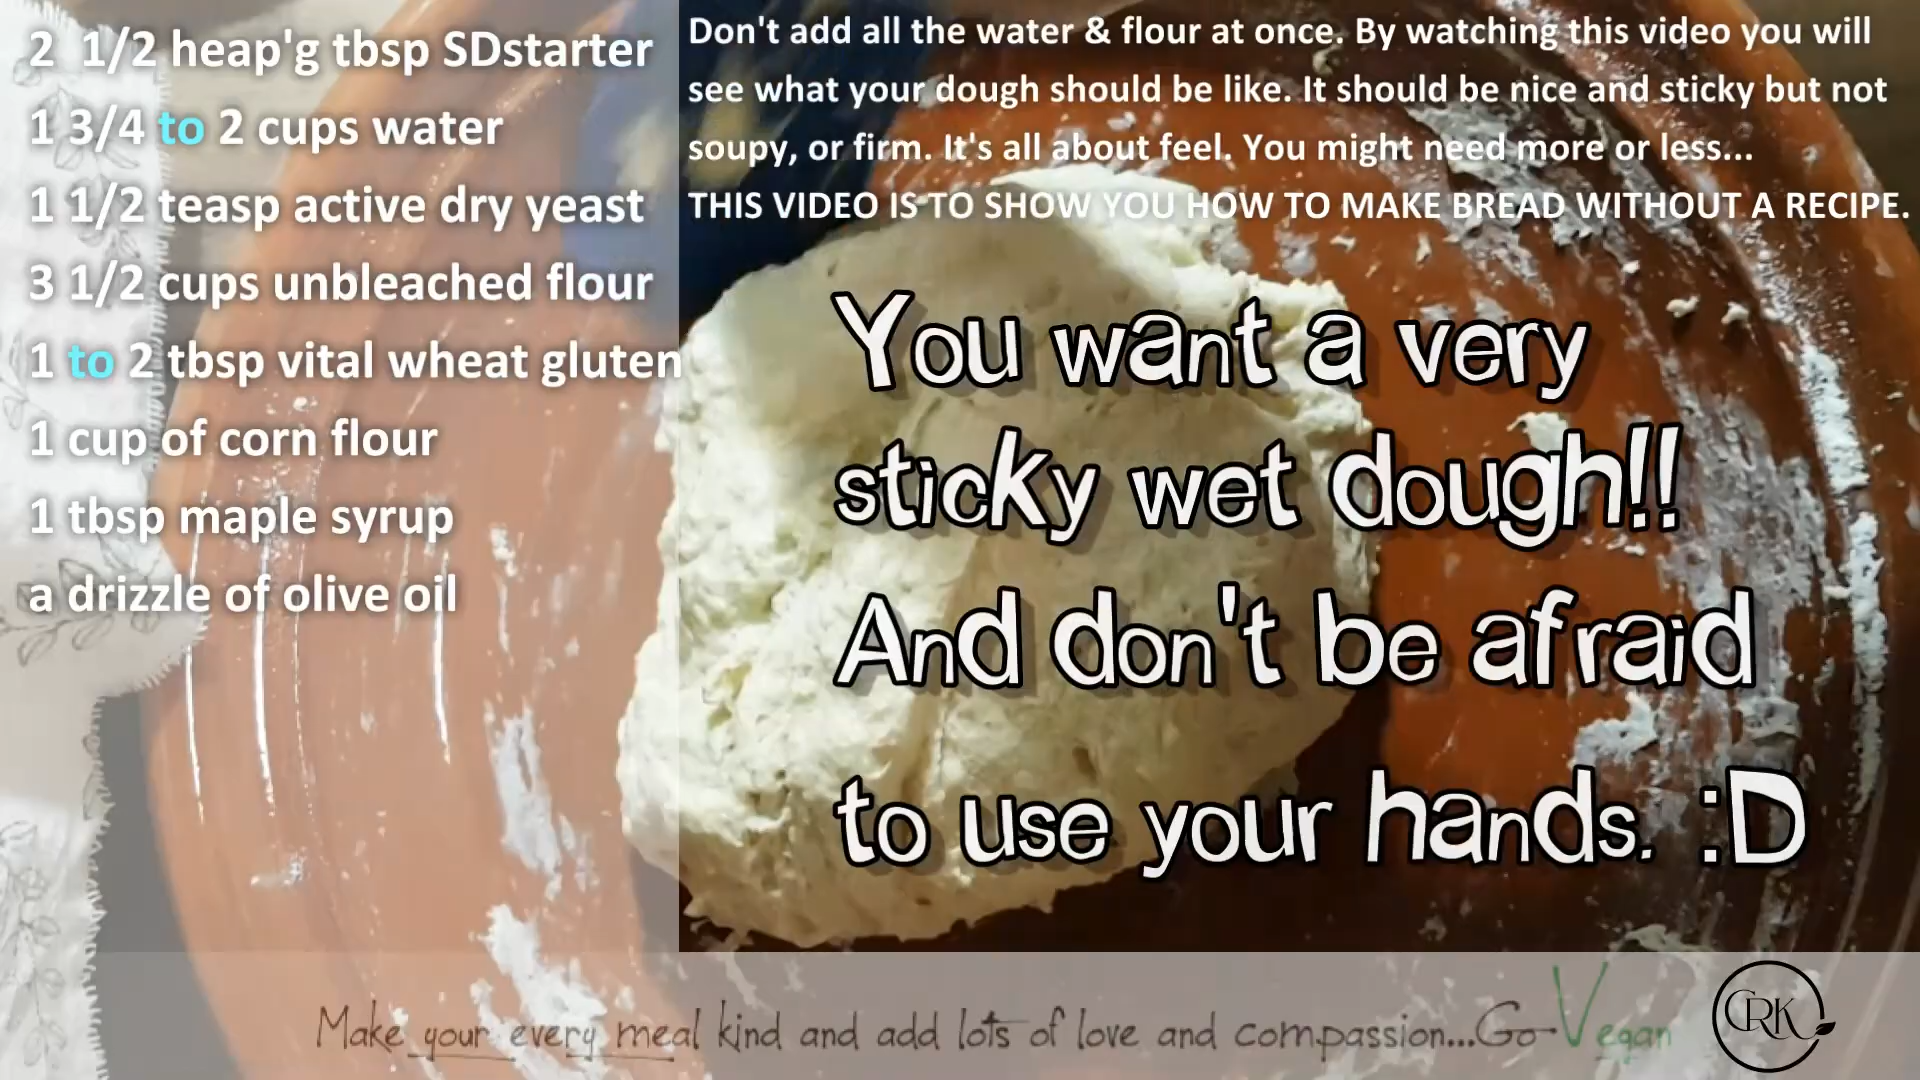 2 1/2 heap'g tbsp SDstarter
1 3/4 to 2 cups water
1 1/2 teasp active dry yeast
3 1/2 cups unbleached flour
1 to 2 tbsp vital wheat gluten
1 cup of corn flour
1 tbsp maple syrup
a drizzle of olive oil
Don't add all the water & flour at once. By watching this video you will
see what your dough should be like. It should be nice and sticky but not
soupy, or firm. It's all about feel. You might need more or less...
THIS VIDEO IS TO SHOW YOU HOW TO MAKE BREAD WITHOUT A RECIPE.
You want a very
sticky wet dough!!
And don't be afraid
to use your hands. :D
Make your every meal kind and add lots of love and compassion...Go Vegan
CRK